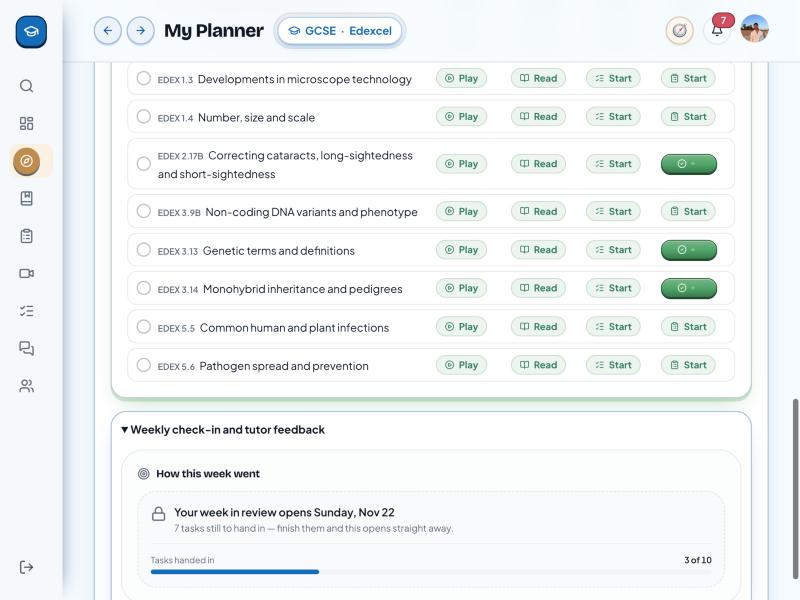 My Planner
GCSE · Edexcel
7
EDEX 1.3 Developments in microscope technology Play Read Start Start
EDEX 1.4 Number, size and scale Play Read Start Start
EDEX 2.17B Correcting cataracts, long-sightedness
and short-sightedness Play Read Start
EDEX 3.9B Non-coding DNA variants and phenotype Play Read Start Start
EDEX 3.13 Genetic terms and definitions Play Read Start
EDEX 3.14 Monohybrid inheritance and pedigrees Play Read Start
EDEX 5.5 Common human and plant infections Play Read Start Start
EDEX 5.6 Pathogen spread and prevention Play Read Start Start
Weekly check-in and tutor feedback
How this week went
Your week in review opens Sunday, Nov 22
7 tasks still to hand in — finish them and this opens straight away.
Tasks handed in 3 of 10